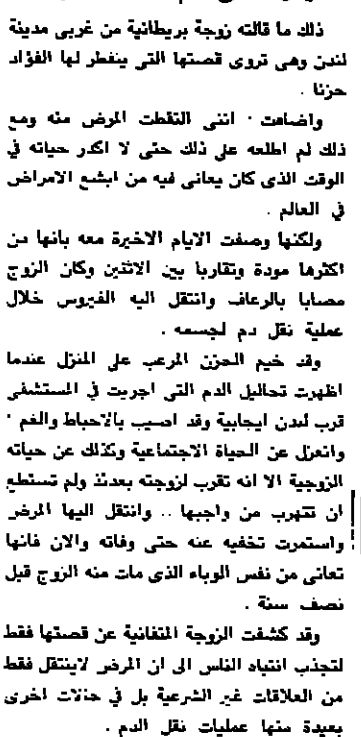 ذلك ما قالته زوجة بريطانية من غربى مدينة
لندن وهى تروى قصتها التى ينفطر لها الفؤاد
حزنا .
واضافت : اننى التقطت المرض منه ومع
ذلك لم اطلعه على ذلك حتى لا اكدر حياته في
الوقت الذى كان يعانى فيه من ابشع الامراض
في العالم .
ولكنها وصفت الايام الاخيرة معه بانها من
اكثرها مودة وتقاربا بين الاثنين وكان الزوج
مصابا بالرعاف وانتقل اليه الفيروس خلال
عملية نقل دم لجسمه .
وقد خيم الحزن المرعب على المنزل عندما
اظهرت تحاليل الدم التى اجريت في المستشفى
قرب لندن ايجابية وقد اصيب بالاحباط والغم .
وانعزل عن الحياة الاجتماعية وكذلك عن حياته
الزوجية الا انه تقرب لزوجته بعدئذ ولم تستطع
ان تتهرب من واجبها .. وانتقل اليها المرض
واستمرت تخفيه عنه حتى وفاته والان فانها
تعانى من نفس الوباء الذى مات منه الزوج قبل
نصف سنة .
وقد كشفت الزوجة المتفانية عن قصتها فقط
لتجذب انتباه الناس الى ان المرض لاينتقل فقط
من العلاقات غير الشرعية بل في حالات اخرى
بعيدة منها عمليات نقل الدم .